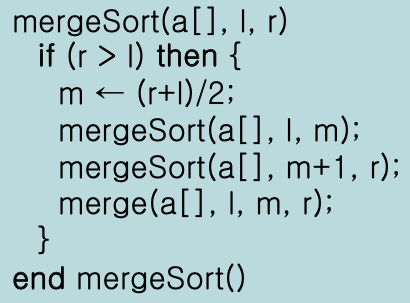 mergeSort(a[], l, r)
if (r > l) then {
m ← (r+l)/2;
mergeSort(a[], l, m);
mergeSort(a[], m+1, r);
merge(a[], l, m, r);
}
end mergeSort()